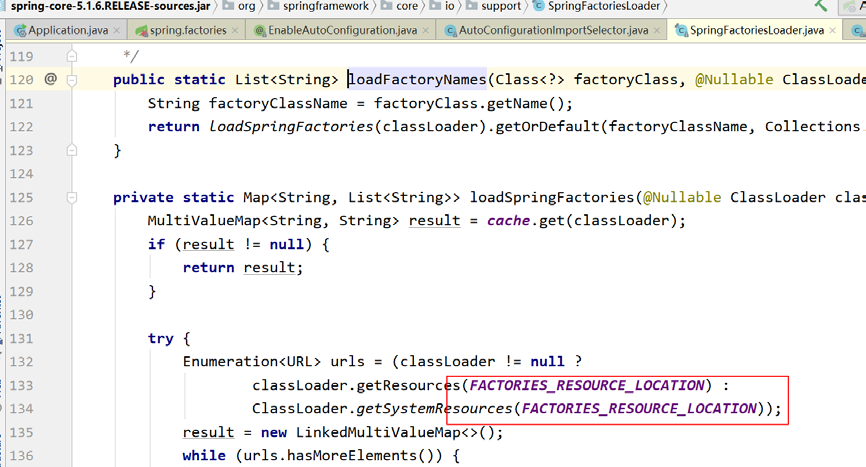 spring-core-5.1.6.RELEASE-sources.jar org springframework core io support SpringFactoriesLoader
Application.java spring.factories EnableAutoConfiguration.java AutoConfigurationImportSelector.java SpringFactoriesLoader.java
119 */
120 @ public static List<String> loadFactoryNames(Class<?> factoryClass, @Nullable ClassLoade
121 String factoryClassName = factoryClass.getName();
122 return loadSpringFactories(classLoader).getOrDefault(factoryClassName, Collections.
123 }
124
125 private static Map<String, List<String>> loadSpringFactories(@Nullable ClassLoader clas
126 MultiValueMap<String, String> result = cache.get(classLoader);
127 if (result != null) {
128 return result;
129 }
130
131 try {
132 Enumeration<URL> urls = (classLoader != null ?
133 classLoader.getResources(FACTORIES_RESOURCE_LOCATION) :
134 ClassLoader.getSystemResources(FACTORIES_RESOURCE_LOCATION));
135 result = new LinkedMultiValueMap<>();
136 while (urls.hasMoreElements()) {